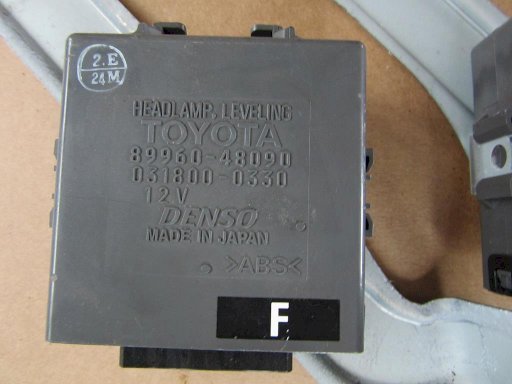 2.E
24M
HEADLAMP, LEVELING
TOYOTA
89960-48090
031800-0330
12V
DENSO
MADE IN JAPAN
>ABS<
F